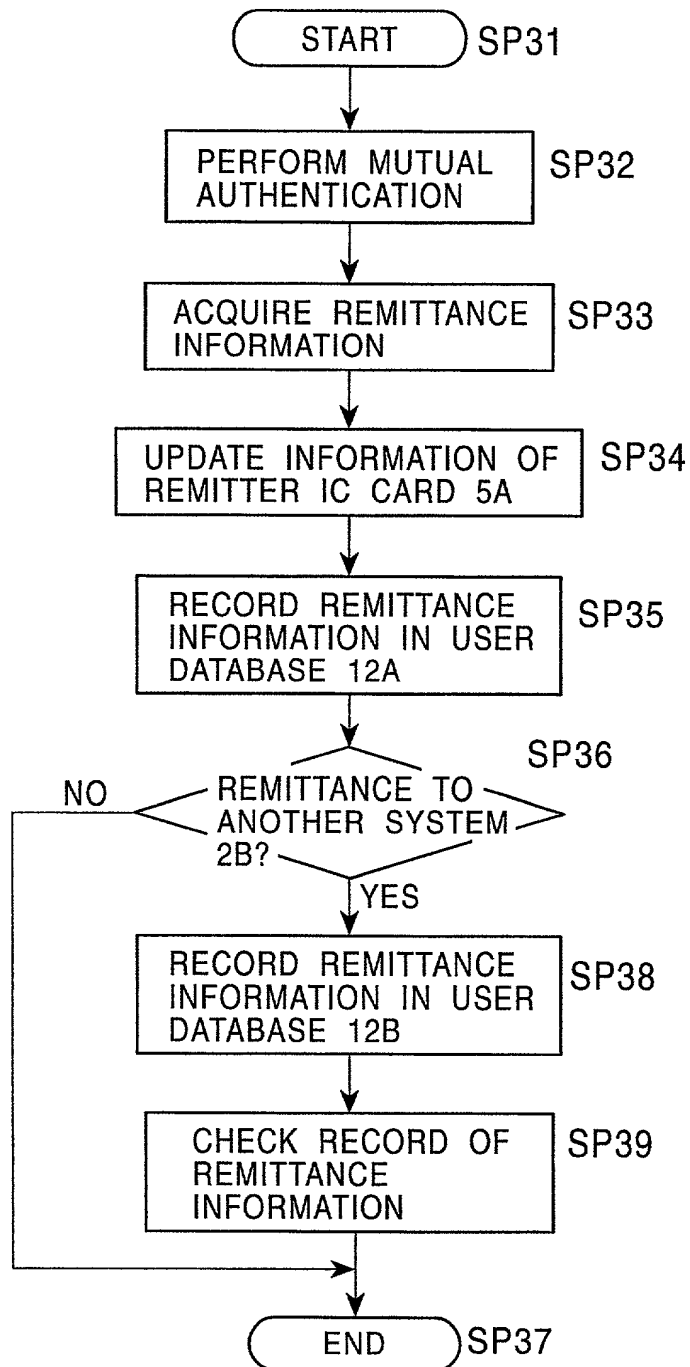 START SP31
PERFORM MUTUAL SP32
AUTHENTICATION
ACQUIRE REMITTANCE SP33
INFORMATION
UPDATE INFORMATION OF SP34
REMITTER IC CARD 5A
RECORD REMITTANCE SP35
INFORMATION IN USER
DATABASE 12A
SP36
NO REMITTANCE TO
ANOTHER SYSTEM
2B?
YES
RECORD REMITTANCE SP38
INFORMATION IN USER
DATABASE 12B
CHECK RECORD OF SP39
REMITTANCE
INFORMATION
END SP37